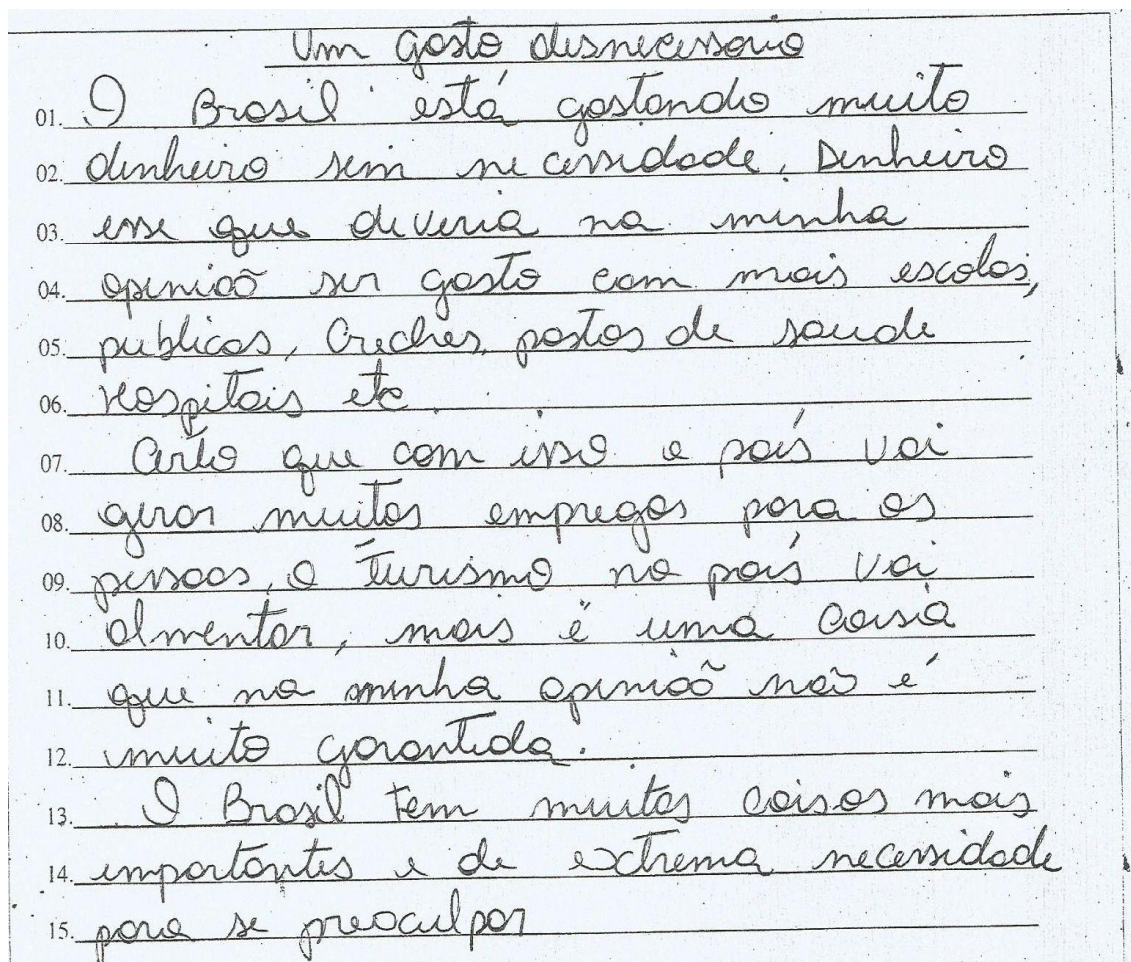 Um gasto desnecessario
01. O Brasil está gastando muito
02. dinheiro sem necessidade. Dinheiro
03. esse que deveria na minha
04. opinião ser gasto com mais escolas,
05. publicas, Creches, postos de saude
06. Hospitais etc.
07. Certo que com isso o país vai
08. gerar muitos empregos para as
09. pessoas, o turismo no país vai
10. almentar, mais é uma coisa
11. que na minha opinião não é
12. muito garantida.
13. O Brasil tem muitas coisas mais
14. importantes e de extrema necessidade
15. para se preoculpar